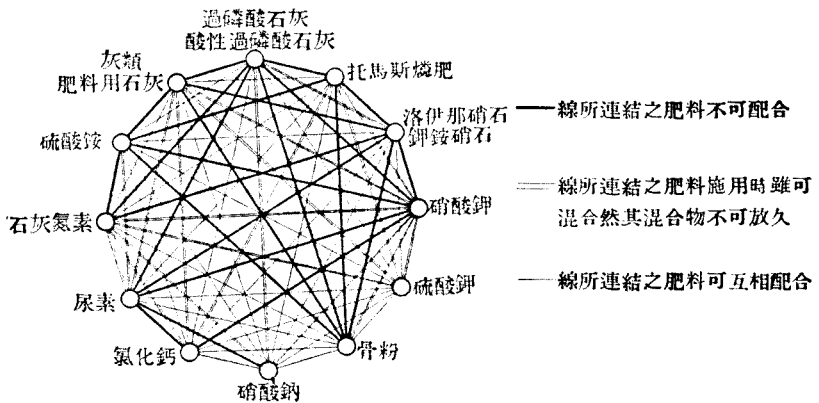 過磷酸石灰
酸性過磷酸石灰
灰類
肥料用石灰
托馬斯燐肥
洛伊那硝石
鉀銨硝石
硫酸銨
硝酸鉀
石灰氮素
硫酸鉀
尿素
骨粉
氯化鈣
硝酸鈉
線所連結之肥料不可配合
線所連結之肥料施用時雖可
混合然其混合物不可放久
線所連結之肥料可互相配合